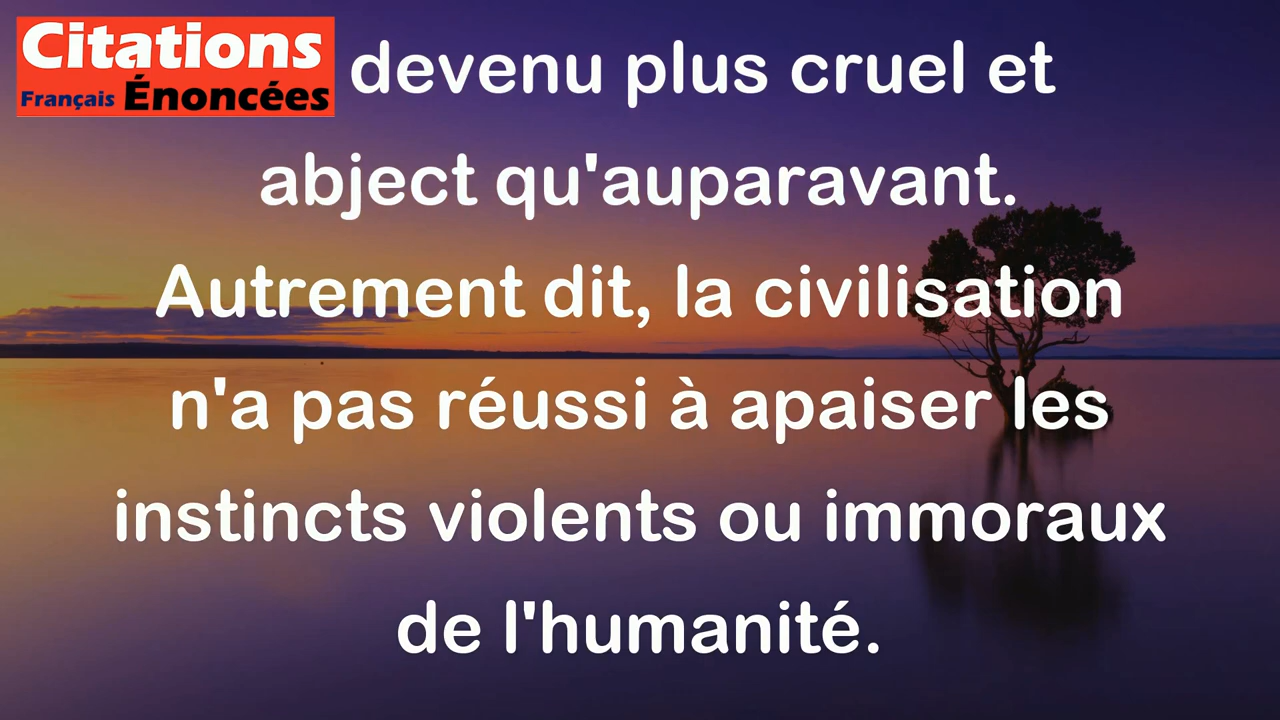 Citations
Français Énoncées
devenu plus cruel et
abject qu'auparavant.
Autrement dit, la civilisation
n'a pas réussi à apaiser les
instincts violents ou immoraux
de l'humanité.